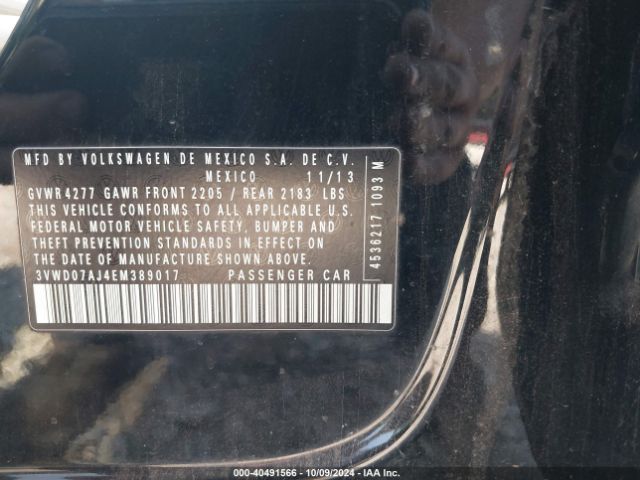 MFD BY VOLKSWAGEN DE MEXICO S.A. DE C.V.
MEXICO 11/13
GVWR 4277 GAWR FRONT 2205 / REAR 2183 LBS
THIS VEHICLE CONFORMS TO ALL APPLICABLE U.S.
FEDERAL MOTOR VEHICLE SAFETY, BUMPER AND
THEFT PREVENTION STANDARDS IN EFFECT ON
THE DATE OF MANUFACTURE SHOWN ABOVE.
3VWD07AJ4EM389017 PASSENGER CAR
4536217 1093 M
000-40491566 - 10/09/2024 - IAA Inc.